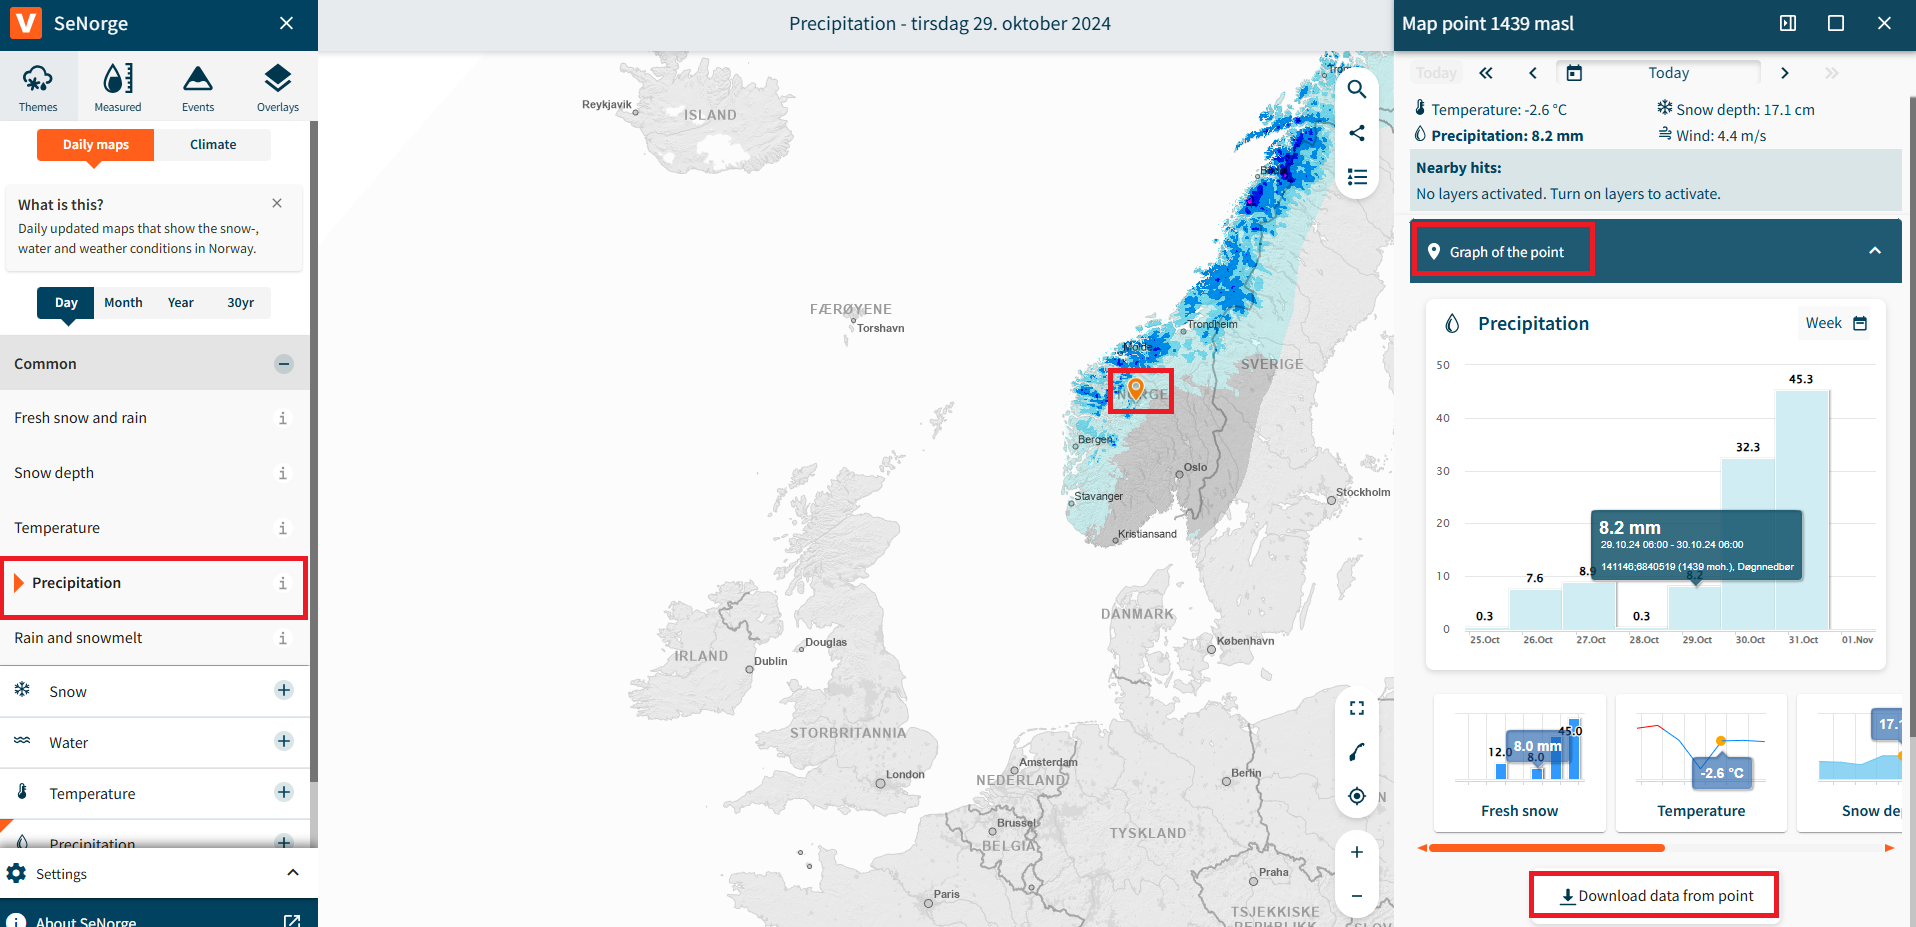 SeNorge
Themes
Measured
Events
Overlays
Daily maps
Climate
What is this?
Daily updated maps that show the snow-,
water and weather conditions in Norway.
Day
Month
Year
30yr
Common
Fresh snow and rain
Snow depth
Temperature
Precipitation
Rain and snowmelt
Snow
Water
Temperature
Precipitation
Settings
About SeNorge
Precipitation - tirsdag 29. oktober 2024
Reykjavik
ISLAND
FÆRØYENE
Torshavn
Trondheim
Molde
SVERIGE
NORGE
Bergen
Oslo
Stavanger
Stockholm
Kristiansand
DANMARK
København
Douglas
IRLAND
Dublin
STORBRITANNIA
London
Amsterdam
NEDERLAND
Berlin
Brussel
BELGIA
TYSKLAND
Praha
Paris
TSJEKKISKE
REPUBLIKK
Map point 1439 masl
Today
Today
Temperature: -2.6 °C
Snow depth: 17.1 cm
Precipitation: 8.2 mm
Wind: 4.4 m/s
Nearby hits:
No layers activated. Turn on layers to activate.
Graph of the point
Precipitation
Week
50
40
30
20
10
0
0.3
7.6
8.9
0.3
8.2
32.3
45.3
8.2 mm
29.10.24 06:00 - 30.10.24 06:00
141146;6840519 (1439 moh.), Døgnnedbør
25.Oct
26.Oct
27.Oct
28.Oct
29.Oct
30.Oct
31.Oct
01.Nov
12.0
8.0 mm
8.0
45.0
Fresh snow
-2.6 °C
Temperature
17.1
Snow de
Download data from point